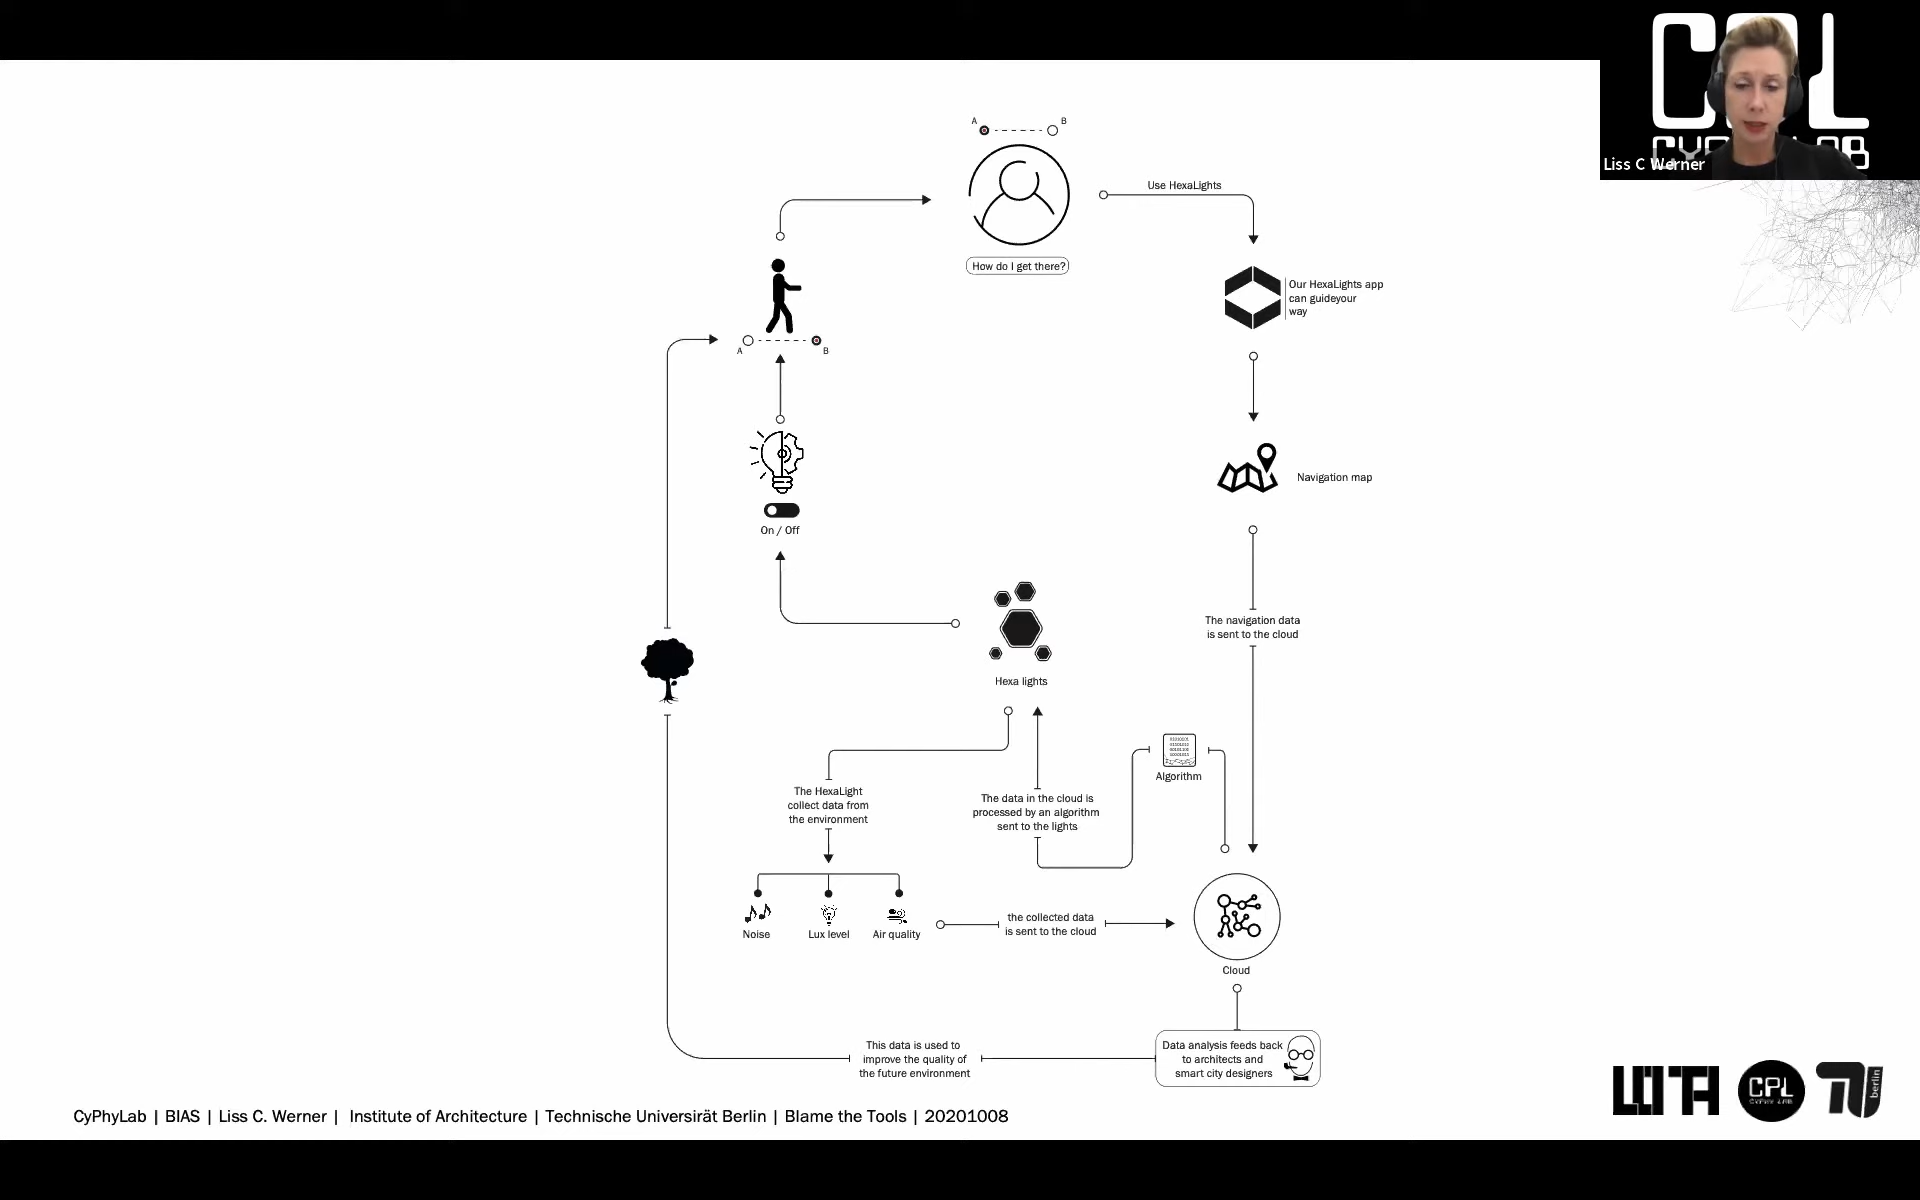 CPL
CYPHYLAB
Liss C Werner
A
B
Use HexaLights
How do I get there?
Our HexaLights app
can guideyour
way
A
B
Navigation map
On / Off
The navigation data
is sent to the cloud
Hexa lights
Algorithm
The HexaLight
collect data from
the environment
The data in the cloud is
processed by an algorithm
sent to the lights
Noise
Lux level
Air quality
the collected data
is sent to the cloud
Cloud
This data is used to
improve the quality of
the future environment
Data analysis feeds back
to architects and
smart city designers
CyPhyLab | BIAS | Liss C. Werner | Institute of Architecture | Technische Universirät Berlin | Blame the Tools | 20201008
CPL
CYPHY LAB
berlin